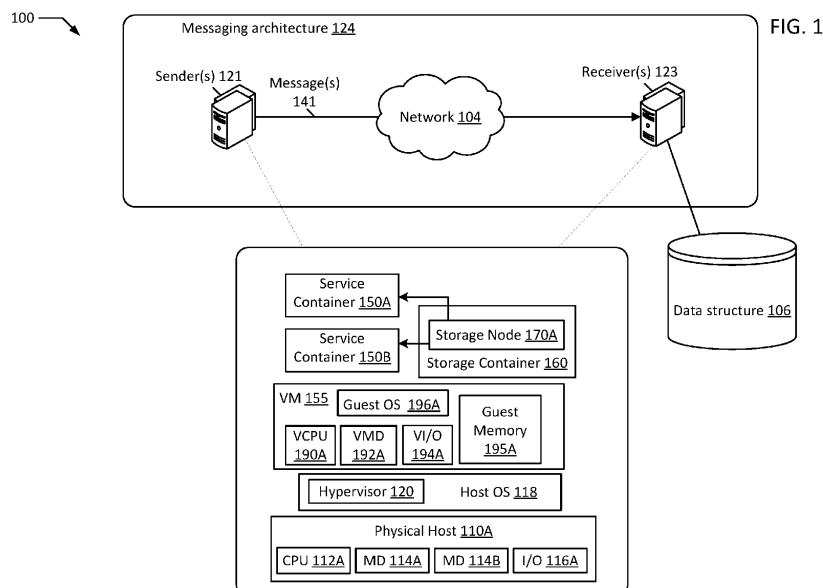 100
FIG. 1
Messaging architecture 124
Sender(s) 121
Message(s)
141
Network 104
Receiver(s) 123
Data structure 106
Service
Container 150A
Service
Container 150B
Storage Node 170A
Storage Container 160
VM 155
Guest OS 196A
Guest
Memory
195A
VCPU
190A
VMD
192A
VI/O
194A
Hypervisor 120
Host OS 118
Physical Host 110A
CPU 112A
MD 114A
MD 114B
I/O 116A